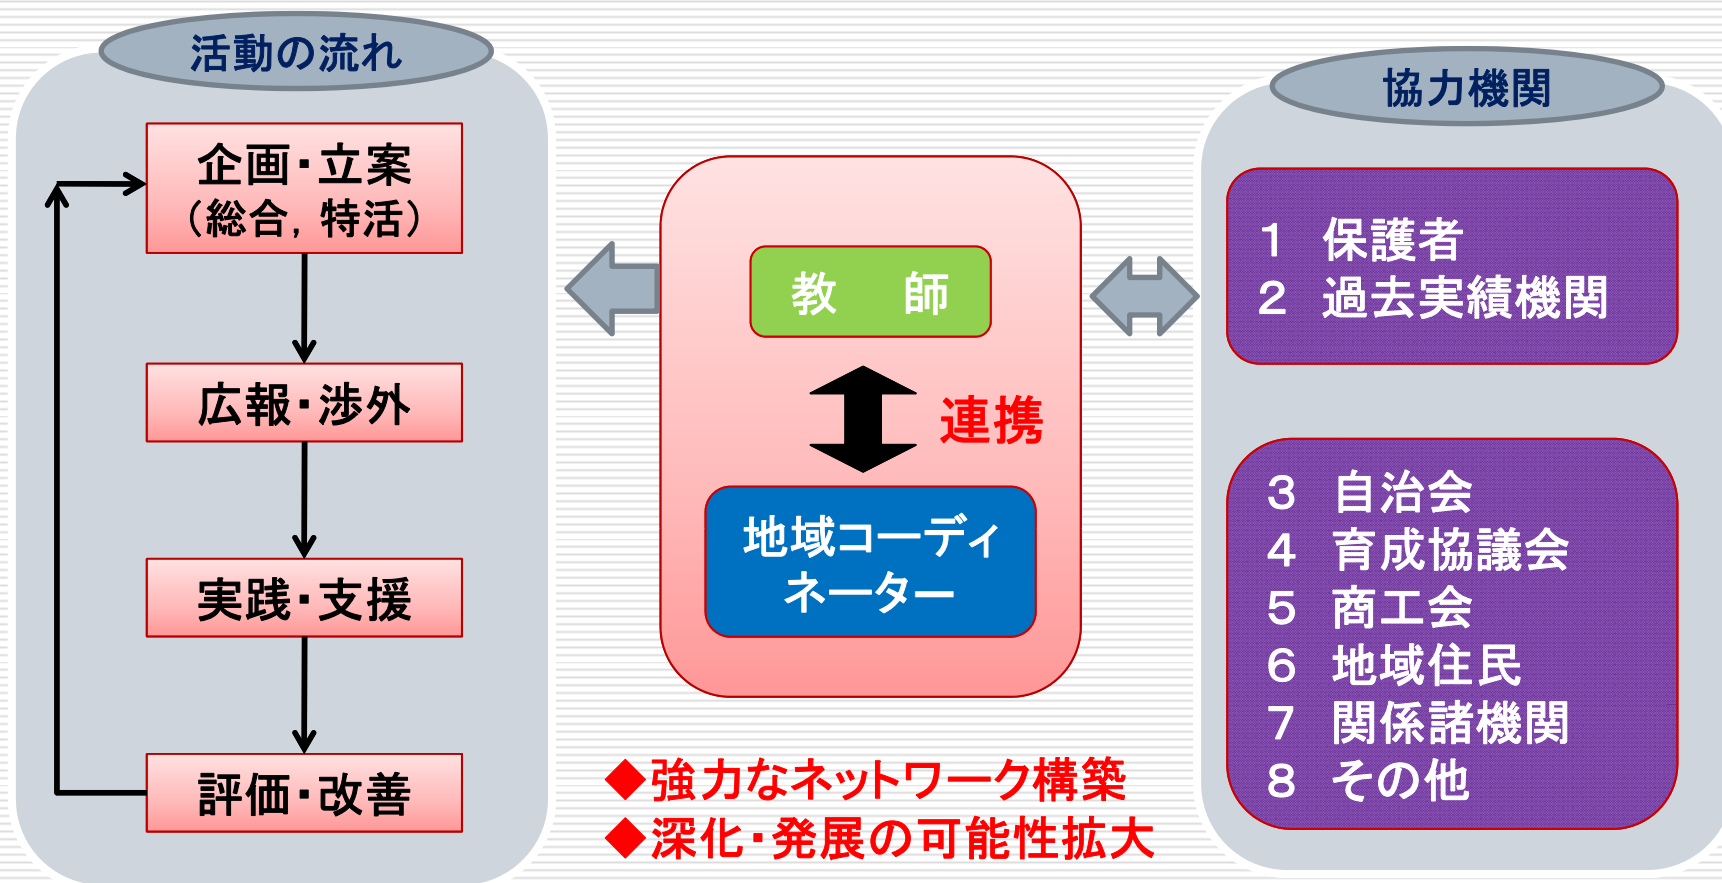 活動の流れ
企画・立案
（総合，特活）
広報・渉外
実践・支援
評価・改善
教　師
連携
地域コーディ
ネーター
◆強力なネットワーク構築
◆深化・発展の可能性拡大
協力機関
１　保護者
２　過去実績機関
３　自治会
４　育成協議会
５　商工会
６　地域住民
７　関係諸機関
８　その他